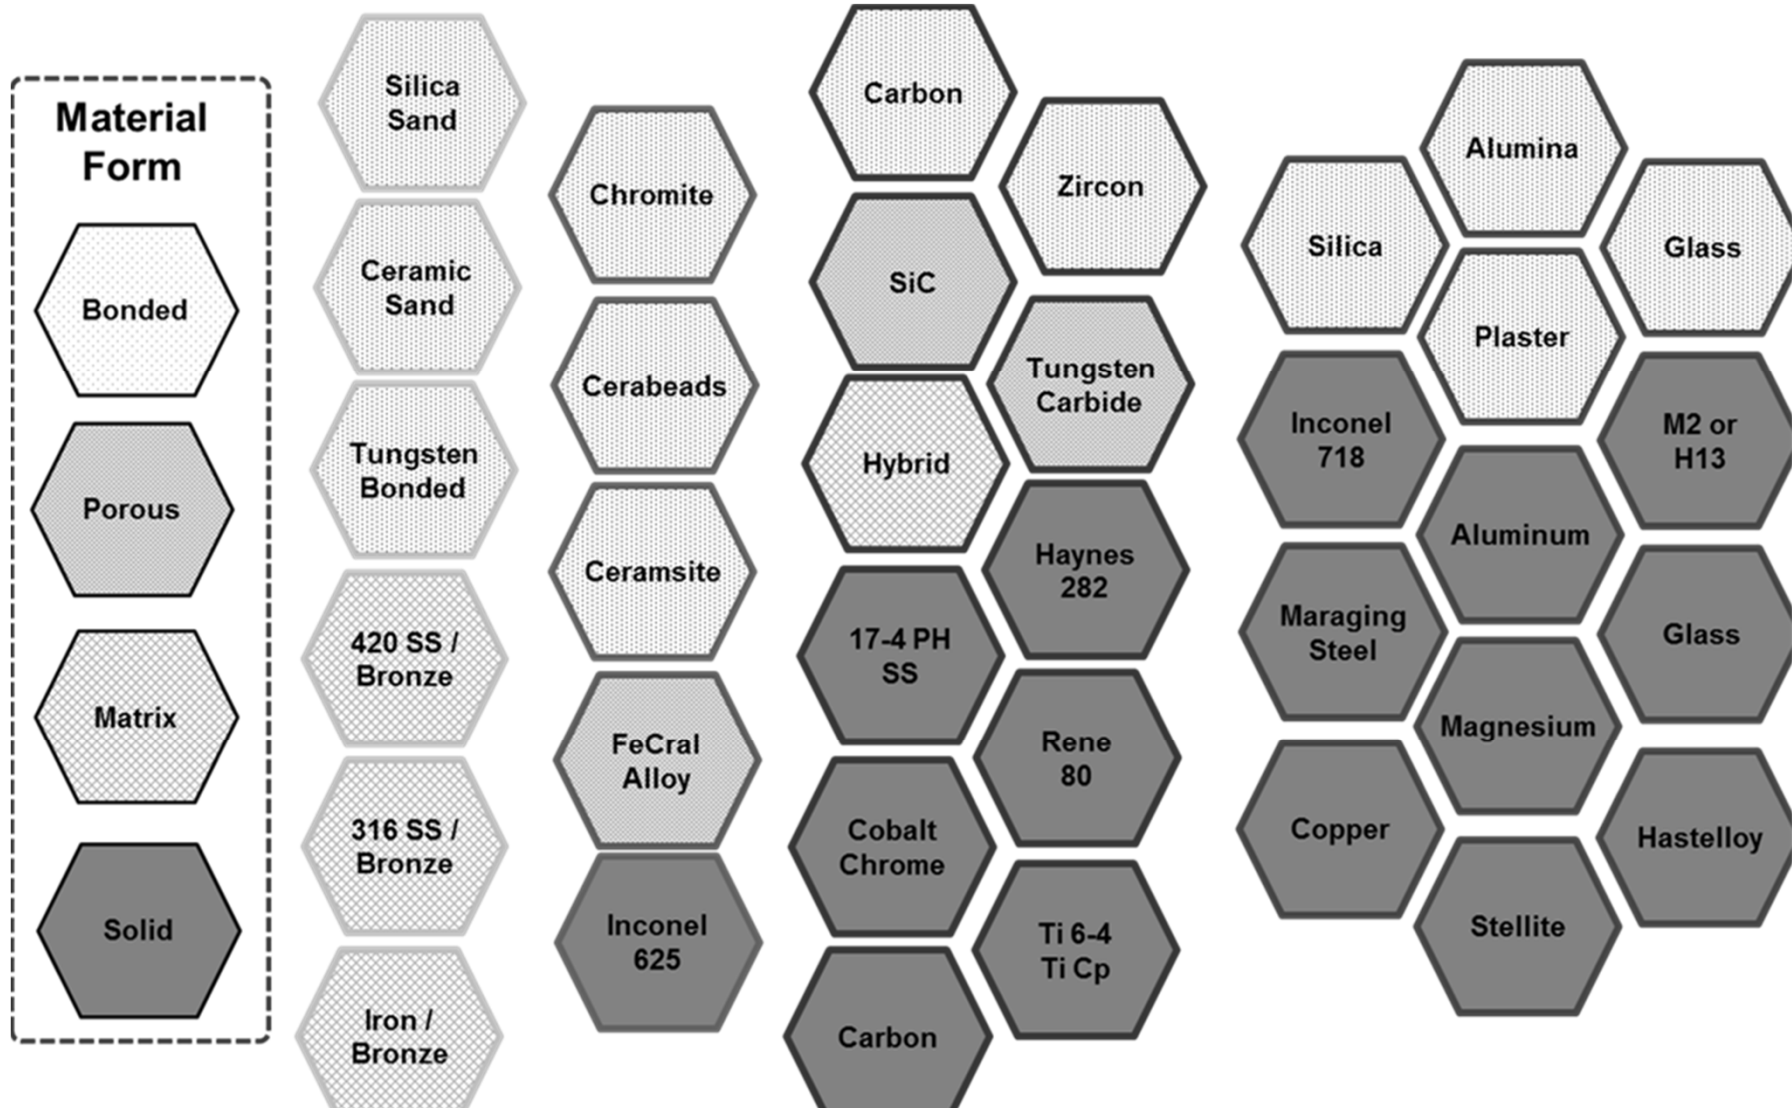 Material
Form
Bonded
Porous
Matrix
Solid
Silica
Sand
Ceramic
Sand
Tungsten
Bonded
420 SS /
Bronze
316 SS /
Bronze
Iron /
Bronze
Chromite
Cerabeads
Ceramsite
FeCral
Alloy
Inconel
625
Carbon
SiC
Hybrid
17-4 PH
SS
Cobalt
Chrome
Carbon
Zircon
Tungsten
Carbide
Haynes
282
Rene
80
Ti 6-4
Ti Cp
Silica
Inconel
718
Maraging
Steel
Copper
Alumina
Plaster
Aluminum
Magnesium
Stellite
Glass
M2 or
H13
Glass
Hastelloy